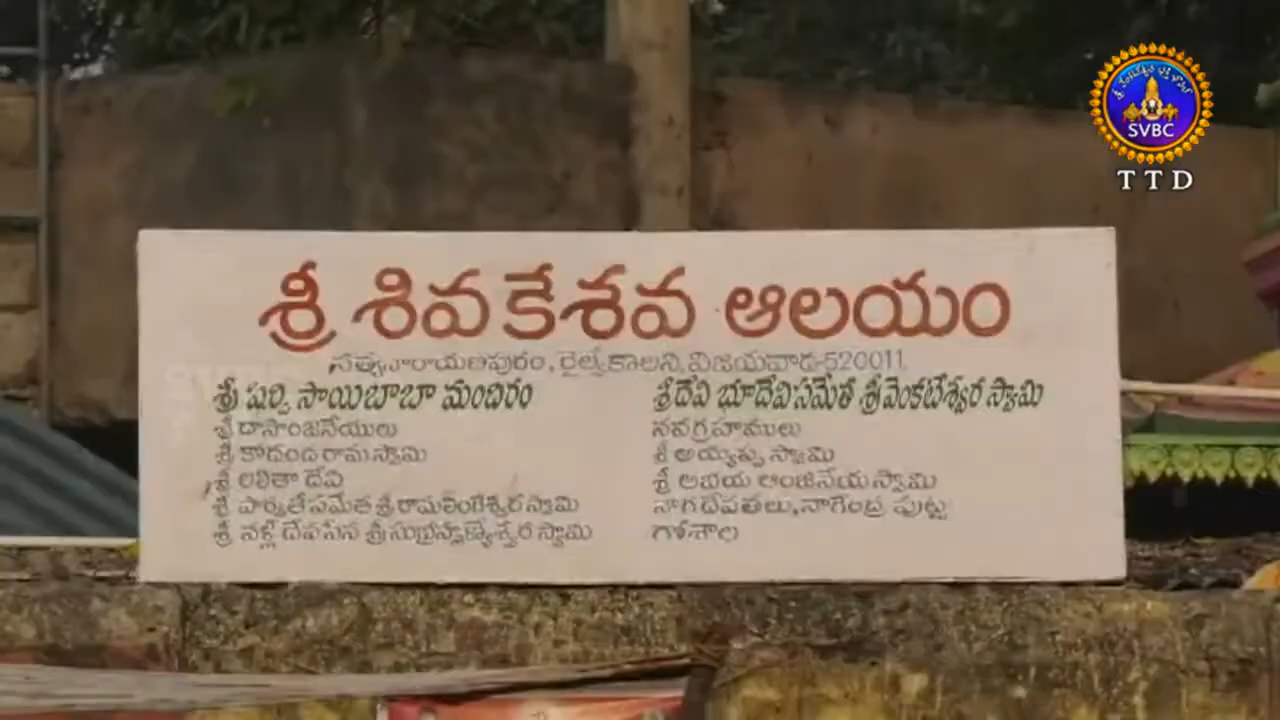 శ్రీ శివ కేశవ ఆలయం
సత్యనారాయణపురం, రైల్వేకాలని, విజయవాడ-520011.
శ్రీ షిర్డి సాయిబాబా మందిరం
శ్రీ దాసాంజనేయులు
శ్రీ కోదండ రామ స్వామి
శ్రీ లలితా దేవి
శ్రీ పార్వతీ సమేత శ్రీ రామలింగేశ్వర స్వామి
శ్రీ వల్లీ దేవసేన శ్రీ సుబ్రహ్మణ్యేశ్వర స్వామి
శ్రీదేవి భూదేవి సమేత శ్రీ వెంకటేశ్వర స్వామి
నవగ్రహములు
శ్రీ అయ్యప్ప స్వామి
శ్రీ అభయ ఆంజనేయ స్వామి
నాగదేవతలు, నాగేంద్ర పుట్ట
గోశాల
SVBC
TTD